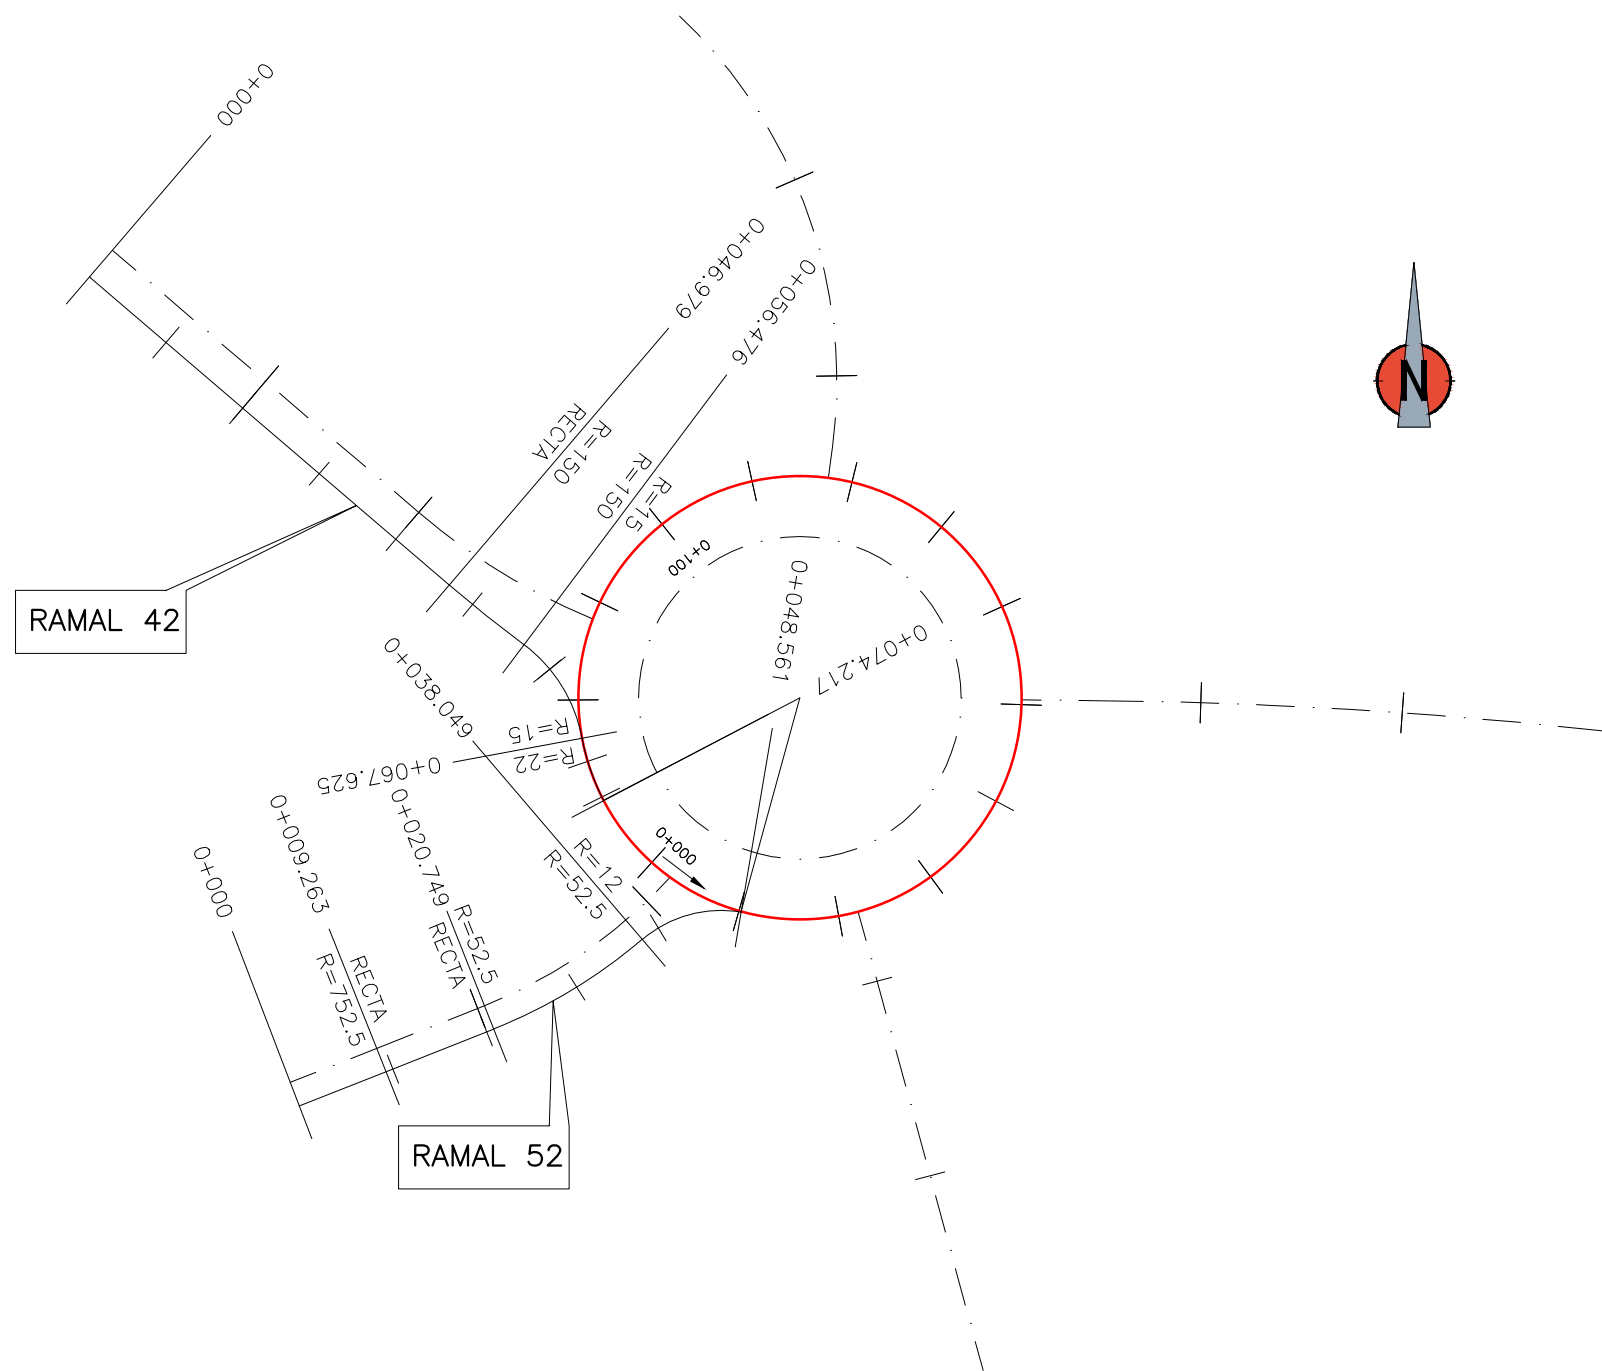 0+000
0+046.979
0+056.476
RECTA
R=150
R=150
R=15
0+100
0+048.561
0+074.217
N
RAMAL 42
0+038.049
R=15
R=22
0+067.625
0+000
R=12
R=52.5
0+020.749
R=52.5
RECTA
0+009.263
RECTA
R=752.5
0+000
RAMAL 52